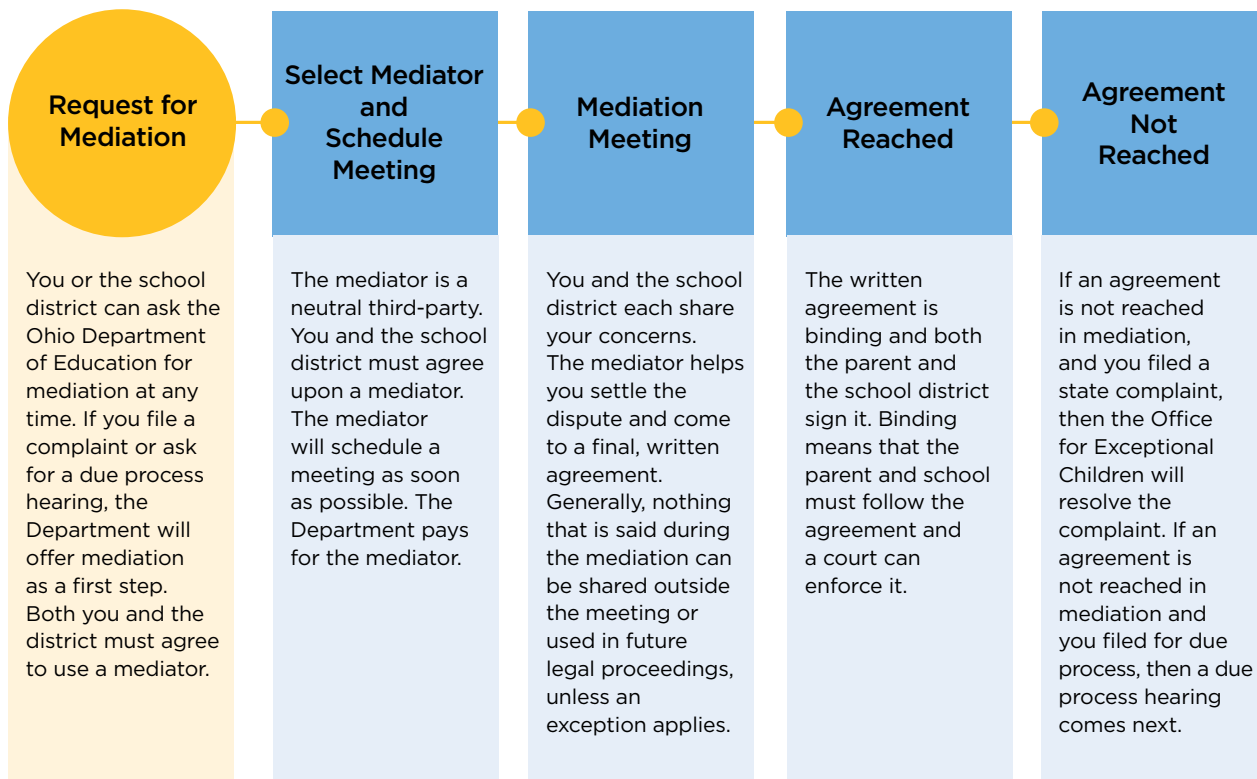 Request for
Mediation
You or the school
district can ask the
Ohio Department
of Education for
mediation at any
time. If you file a
complaint or ask
for a due process
hearing, the
Department will
offer mediation
as a first step.
Both you and the
district must agree
to use a mediator.
Select Mediator
and
Schedule
Meeting
The mediator is a
neutral third-party.
You and the school
district must agree
upon a mediator.
The mediator
will schedule a
meeting as soon
as possible. The
Department pays
for the mediator.
Mediation
Meeting
You and the school
district each share
your concerns.
The mediator helps
you settle the
dispute and come
to a final, written
agreement.
Generally, nothing
that is said during
the mediation can
be shared outside
the meeting or
used in future
legal proceedings,
unless an
exception applies.
Agreement
Reached
The written
agreement is
binding and both
the parent and
the school district
sign it. Binding
means that the
parent and school
must follow the
agreement and
a court can
enforce it.
Agreement
Not
Reached
If an agreement
is not reached
in mediation,
and you filed a
state complaint,
then the Office
for Exceptional
Children will
resolve the
complaint. If an
agreement is
not reached in
mediation and
you filed for due
process, then a due
process hearing
comes next.